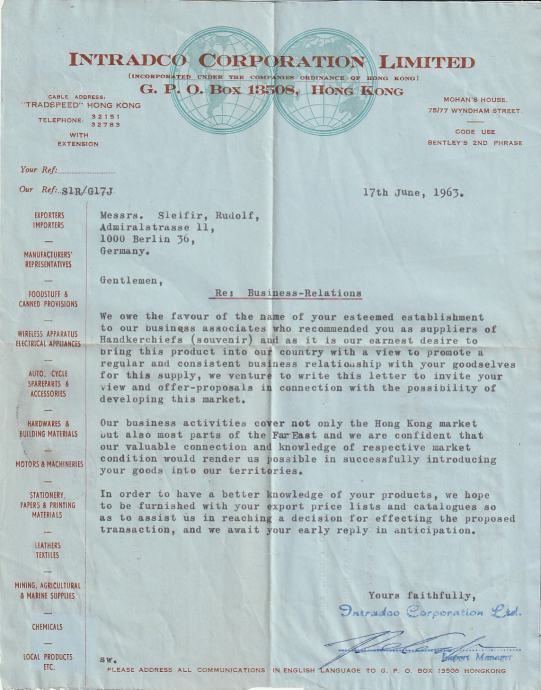 INTRADCO CORPORATION LIMITED
(INCORPORATED UNDER THE COMPANIES ORDINANCE OF HONG KONG)
G. P. O. BOX 13508, HONG KONG
CABLE ADDRESS:
"TRADSPEED" HONG KONG
TELEPHONE: 32151
32783
WITH
EXTENSION
MOHAN'S HOUSE.
75/77 WYNDHAM STREET.
CODE USE
BENTLEY'S 2ND PHRASE
Your Ref:
Our Ref: S1R/G17J
17th June, 1963.
EXPORTERS
IMPORTERS
MANUFACTURERS'
REPRESENTATIVES
FOODSTUFF &
CANNED PROVISIONS
WIRELESS APPARATUS
ELECTRICAL APPLIANCES
AUTO, CYCLE
SPAREPARTS &
ACCESSORIES
HARDWARES &
BUILDING MATERIALS
MOTORS & MACHINERIES
STATIONERY,
PAPERS & PRINTING
MATERIALS
LEATHERS
TEXTILES
MINING, AGRICULTURAL
& MARINE SUPPLIES
CHEMICALS
LOCAL PRODUCTS
ETC.
Messrs. Sleifir, Rudolf,
Admiralstrasse 11,
1000 Berlin 36,
Germany.
Gentlemen,
Re: Business-Relations
We owe the favour of the name of your esteemed establishment
to our business associates who recommended you as suppliers of
Handkerchiefs (souvenir) and as it is our earnest desire to
bring this product into our country with a view to promote a
regular and consistent business relationship with your goodselves
for this supply, we venture to write this letter to invite your
view and offer-proposals in connection with the possibility of
developing this market.
Our business activities cover not only the Hong Kong market
but also most parts of the Far East and we are confident that
our valuable connection and knowledge of respective market
condition would render us possible in successfully introducing
your goods into our territories.
In order to have a better knowledge of your products, we hope
to be furnished with your export price lists and catalogues so
as to assist us in reaching a decision for effecting the proposed
transaction, and we await your early reply in anticipation.
Yours faithfully,
Intradco Corporation Ltd.
Import Manager
sw.
PLEASE ADDRESS ALL COMMUNICATIONS IN ENGLISH LANGUAGE TO G. P. O. BOX 13508 HONGKONG